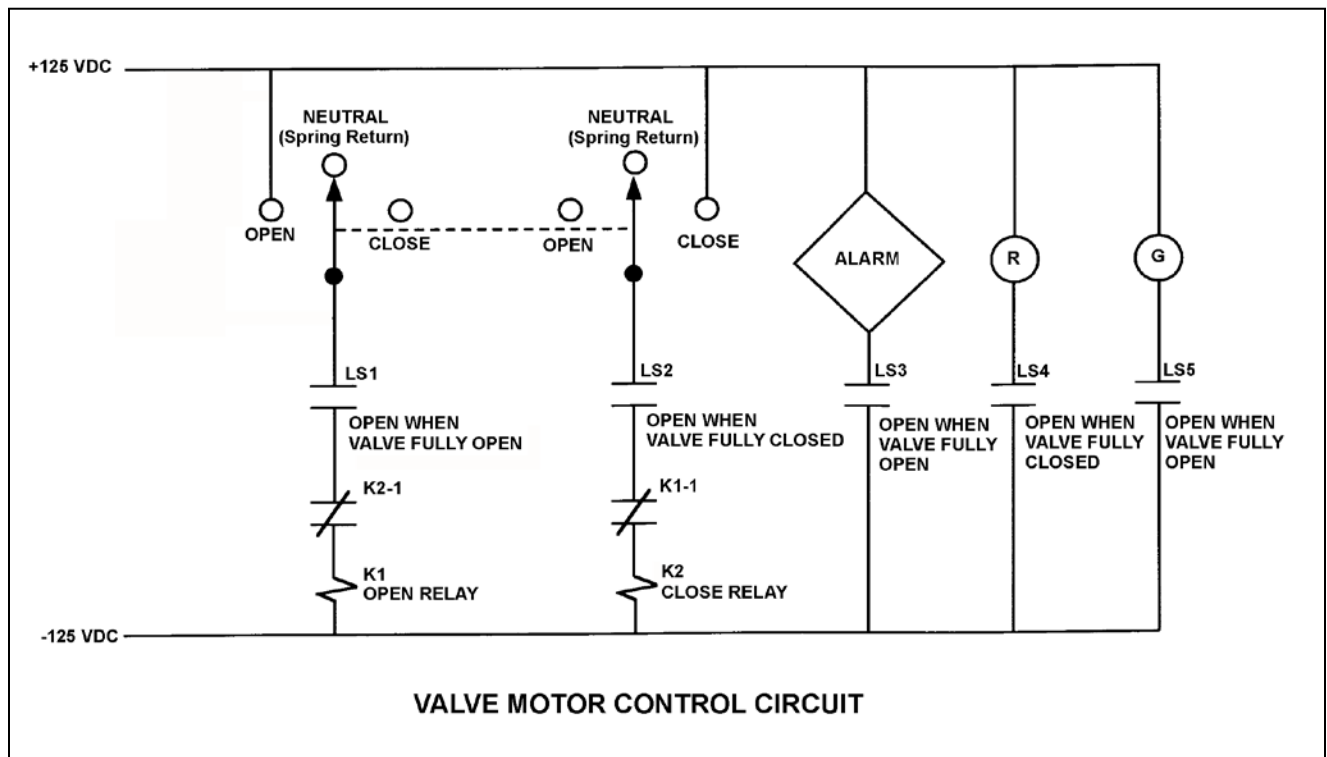 +125 VDC
NEUTRAL
(Spring Return)
NEUTRAL
(Spring Return)
OPEN
CLOSE
OPEN
CLOSE
ALARM
R
G
LS1
OPEN WHEN
VALVE FULLY OPEN
LS2
OPEN WHEN
VALVE FULLY CLOSED
LS3
OPEN WHEN
VALVE FULLY
OPEN
LS4
OPEN WHEN
VALVE FULLY
CLOSED
LS5
OPEN WHEN
VALVE FULLY
OPEN
K2-1
K1-1
K1
OPEN RELAY
K2
CLOSE RELAY
-125 VDC
VALVE MOTOR CONTROL CIRCUIT